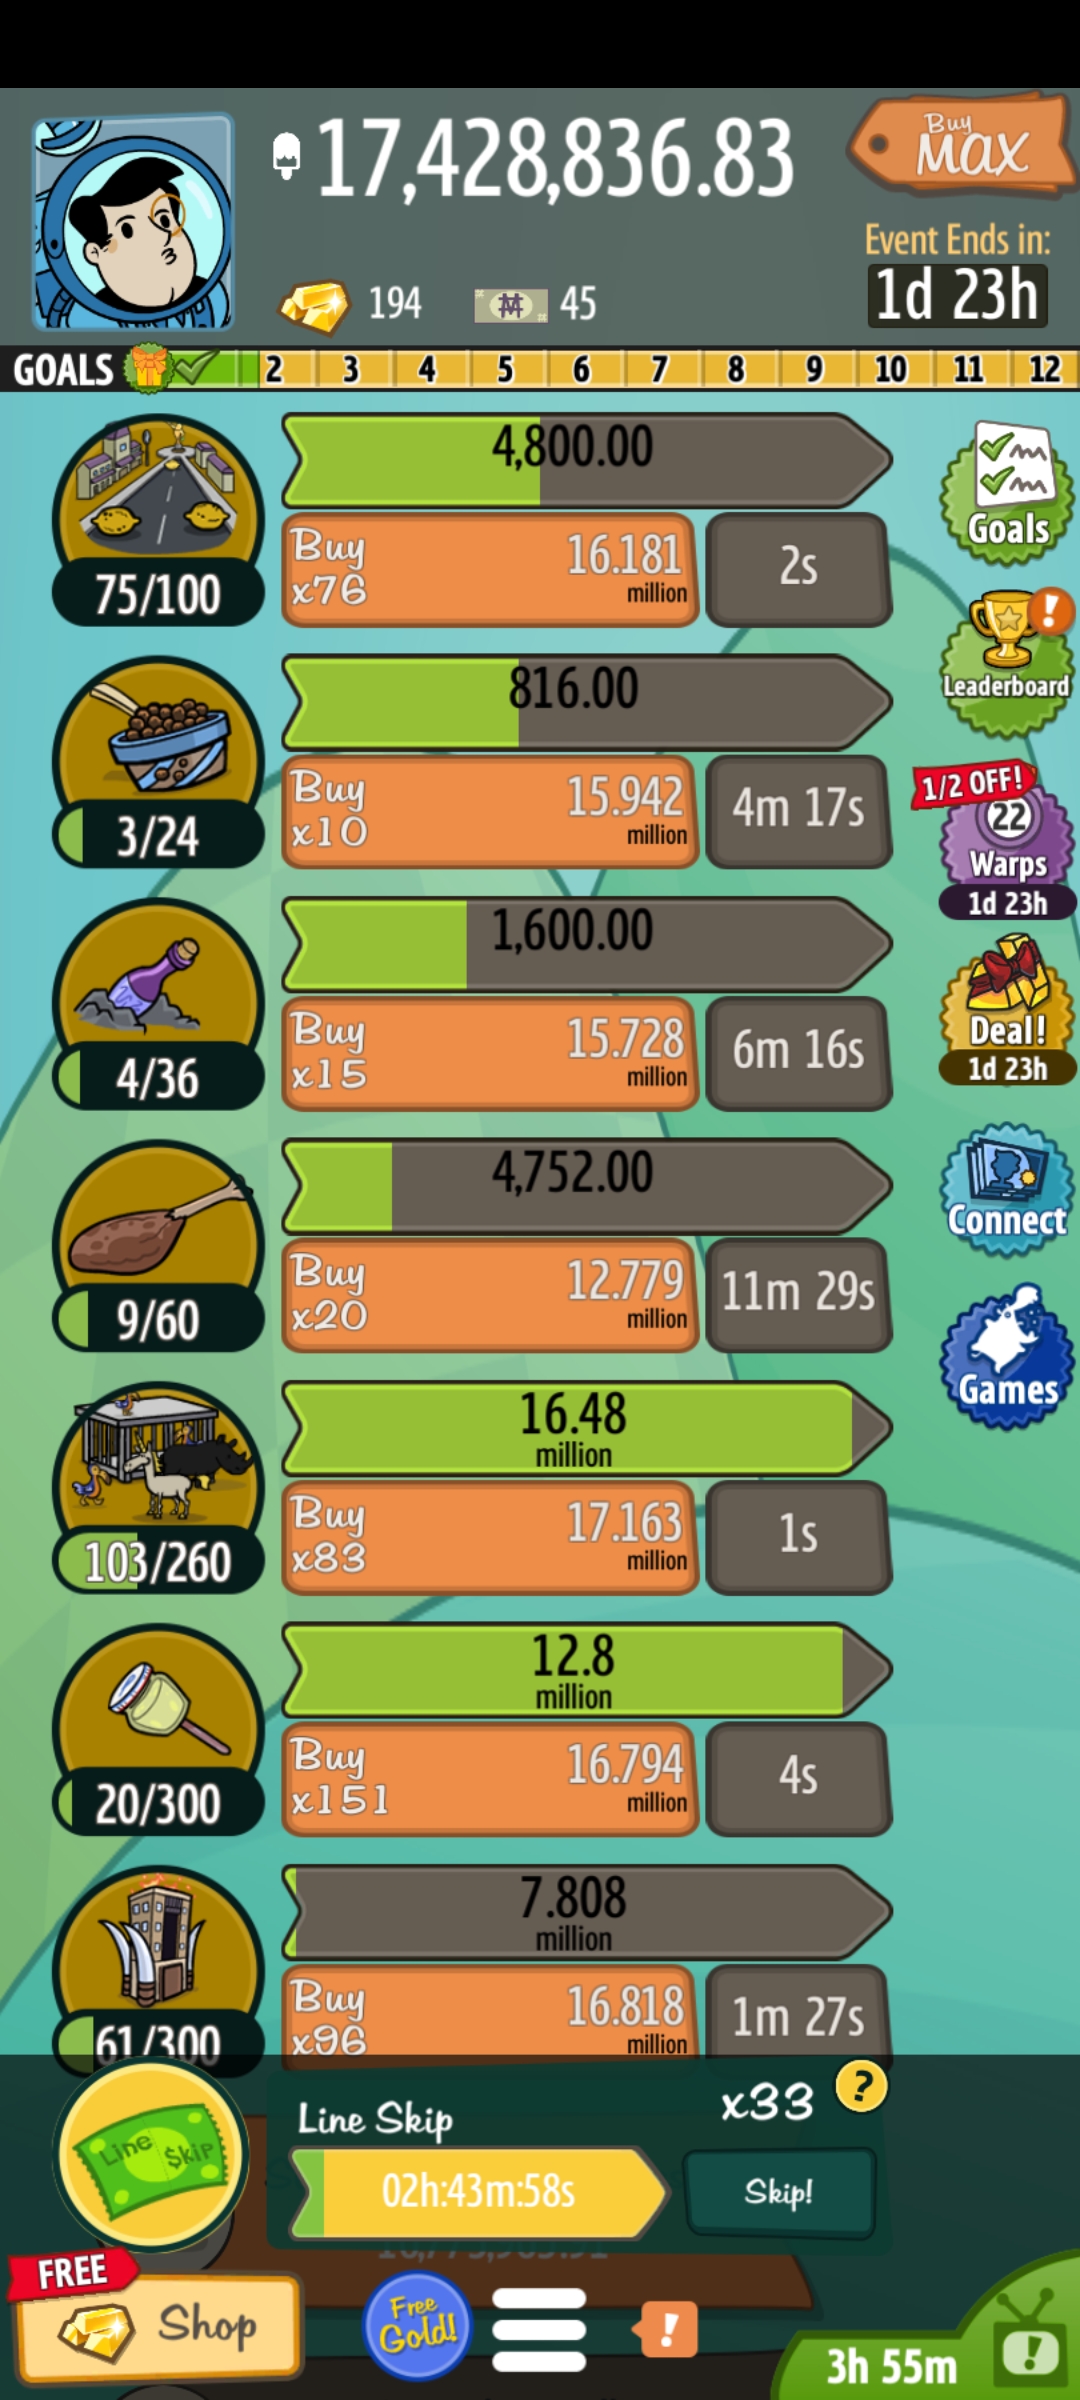 17,428,836.83
Buy
MAX
Event Ends in:
1d 23h
194
45
GOALS
2 3 4 5 6 7 8 9 10 11 12
4,800.00
Buy
x76
16.181
million
2s
75/100
Goals
816.00
Buy
x10
15.942
million
4m 17s
3/24
Leaderboard
1/2 OFF!
22
Warps
1d 23h
1,600.00
Buy
x15
15.728
million
6m 16s
4/36
Deal!
1d 23h
4,752.00
Buy
x20
12.779
million
11m 29s
9/60
Connect
Games
16.48
million
Buy
x83
17.163
million
1s
103/260
12.8
million
Buy
x151
16.794
million
4s
20/300
7.808
million
Buy
x96
16.818
million
1m 27s
61/300
Line Skip
x33
?
Line $kip
02h:43m:58s
Skip!
FREE
Shop
Free
Gold!
!
3h 55m
!